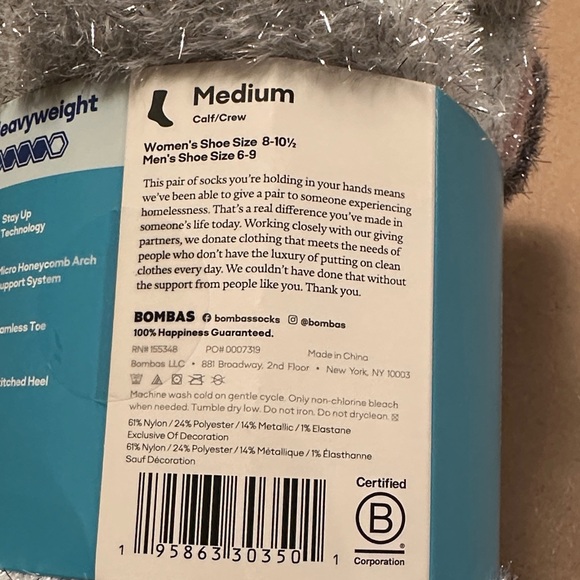 Medium
Calf/Crew
Women's Shoe Size 8-10½
Men's Shoe Size 6-9
This pair of socks you're holding in your hands means
we've been able to give a pair to someone experiencing
homelessness. That's a real difference you've made in
someone's life today. Working closely with our giving
partners, we donate clothing that meets the needs of
people who don't have the luxury of putting on clean
clothes every day. We couldn't have done that without
the support from people like you. Thank you.
BOMBAS bombassocks @bombas
100% Happiness Guaranteed.
RN# 155348 PO# 0007319 Made in China
Bombas LLC • 881 Broadway, 2nd Floor • New York, NY 10003
Machine wash cold on gentle cycle. Only non-chlorine bleach
when needed. Tumble dry low. Do not iron. Do not dryclean.
61% Nylon / 24% Polyester / 14% Metallic / 1% Elastane
Exclusive Of Decoration
61% Nylon / 24% Polyester / 14% Métallique / 1% Élasthanne
Sauf Décoration
1 95863 30350 1
Certified
B
Corporation
eavyweight
Stay Up
Technology
Micro Honeycomb Arch
upport System
amless Toe
titched Heel